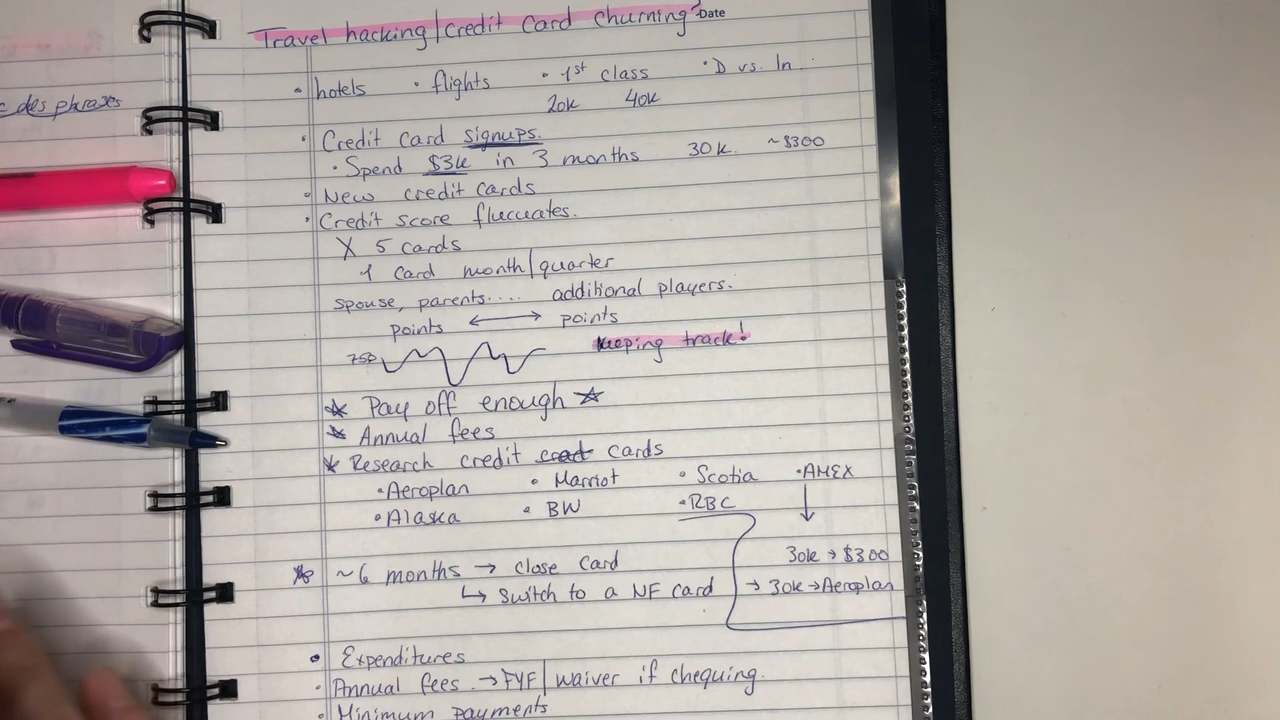 Travel hacking/Credit Card Churning? Date
• hotels • flights • 1st class • D vs. In
20k 40k
• Credit card signups.
• Spend $3k in 3 months 30k. ~$300
• New credit cards
• Credit score flucuates.
X 5 cards
1 card month/quarter
spouse, parents.... additional players.
points ↔ points
750 keeping track!
☆ Pay off enough ☆
☆ Annual fees
☆ Research credit cards
• Aeroplan • Marriot • Scotia • AMEX
• Alaska • BW • RBC ↓
30k → $300
☆ ~6 months → close card
↳ switch to a NF card → 30k → Aeroplan
• Expenditures
• Annual fees. → FYF/waiver if chequing.
• Minimum payments
des phrases